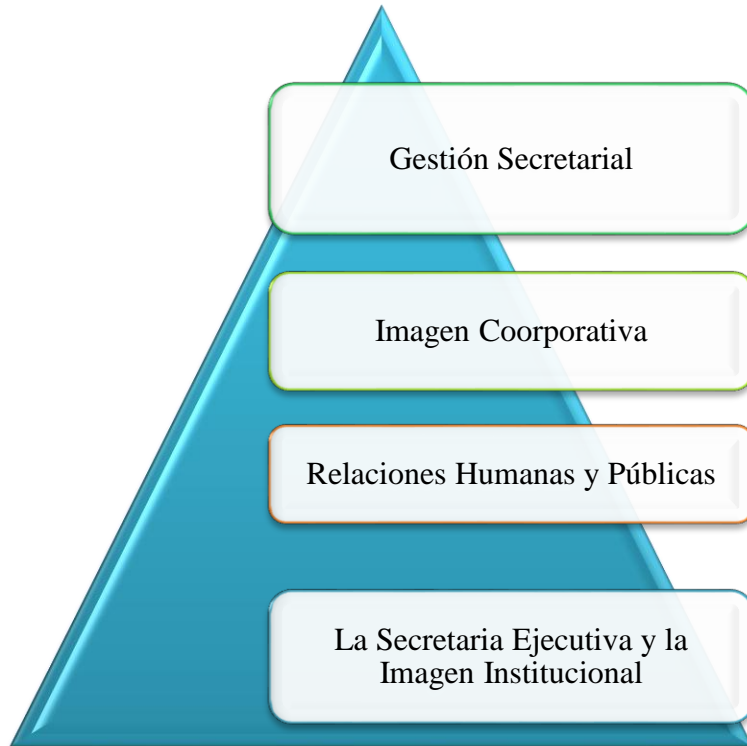 Gestión Secretarial
Imagen Coorporativa
Relaciones Humanas y Públicas
La Secretaria Ejecutiva y la
Imagen Institucional